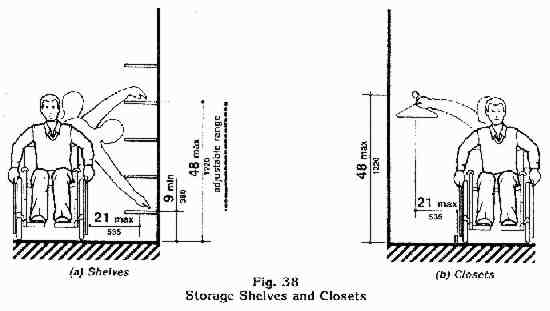 9 min
380
48 max
1220
adjustable range
21 max
535
(a) Shelves
48 max
1220
21 max
535
(b) Closets
Fig. 38
Storage Shelves and Closets